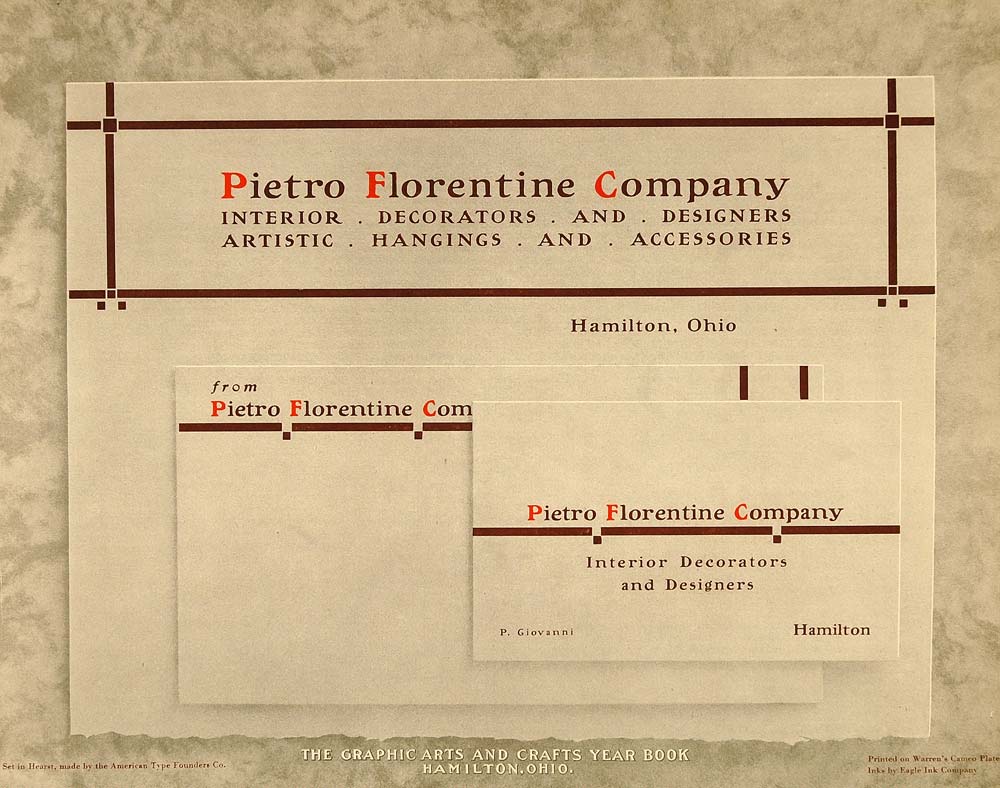 Pietro Florentine Company
INTERIOR . DECORATORS . AND . DESIGNERS
ARTISTIC . HANGINGS . AND . ACCESSORIES
Hamilton, Ohio
from
Pietro Florentine Com
Pietro Florentine Company
Interior Decorators
and Designers
P. Giovanni
Hamilton
THE GRAPHIC ARTS AND CRAFTS YEAR BOOK
HAMILTON, OHIO.
Set in Hearst, made by the American Type Founders Co.
Printed on Warren's Cameo Plate
Inks by Eagle Ink Company